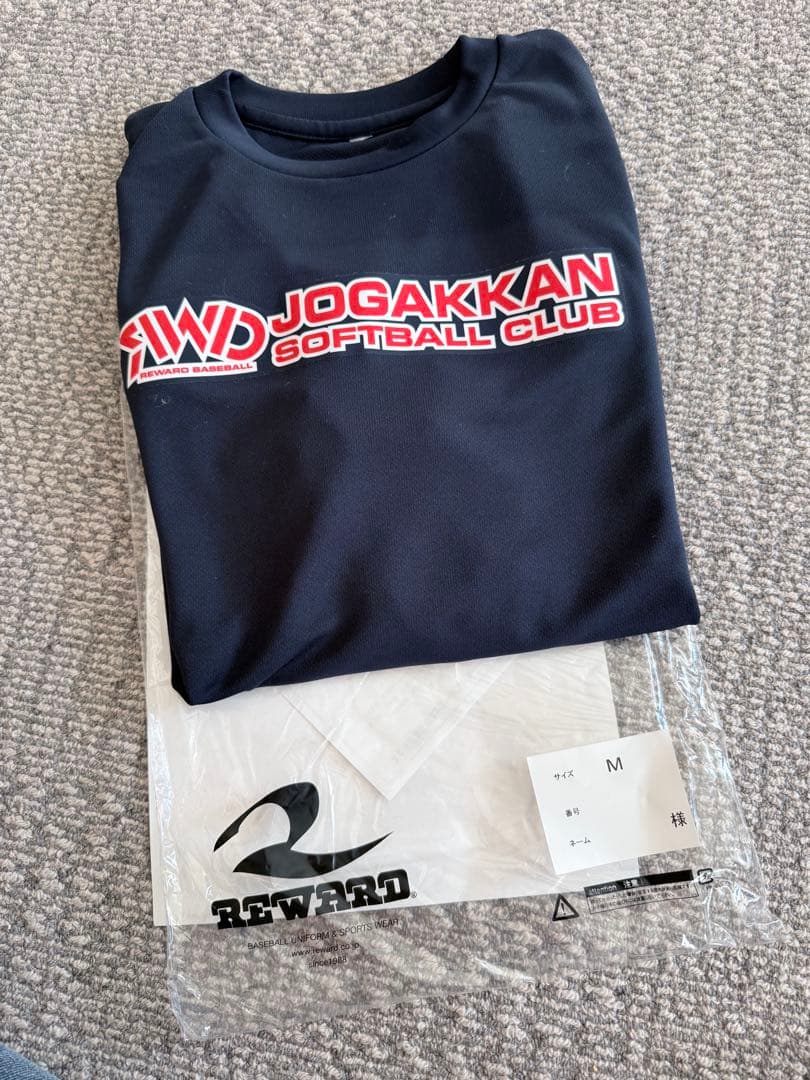 RWD
REWARD BASEBALL
JOGAKKAN
SOFTBALL CLUB
サイズ M
番号
ネーム 様
REWARD®
BASEBALL UNIFORM & SPORTS WEAR
www.reward.co.jp
since1988
attention 注意